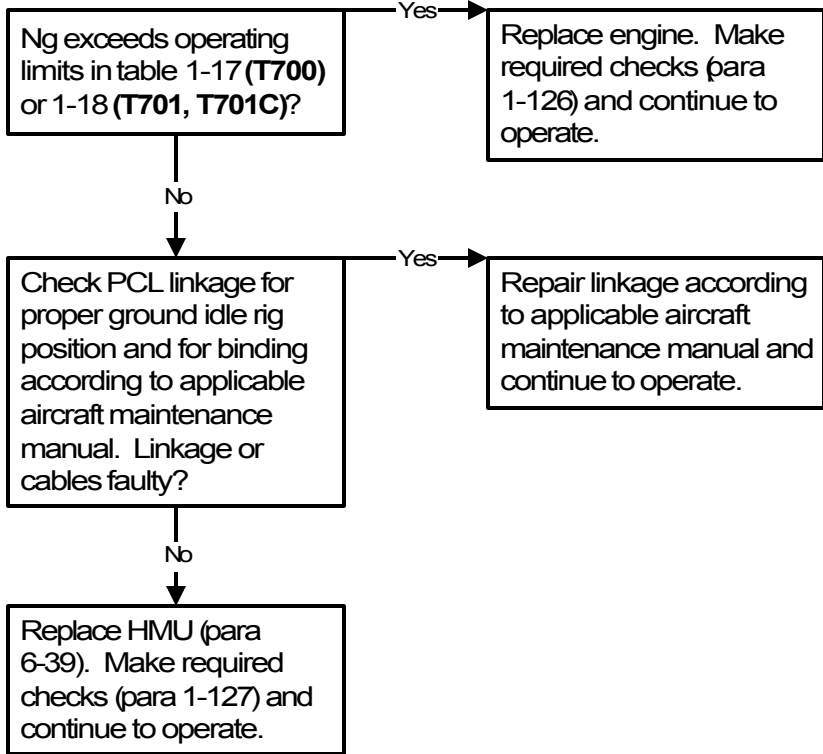 Ng exceeds operating
limits in table 1-17 (T700)
or 1-18 (T701, T701C)?
Yes
Replace engine. Make
required checks (para
1-126) and continue to
operate.
No
Check PCL linkage for
proper ground idle rig
position and for binding
according to applicable
aircraft maintenance
manual. Linkage or
cables faulty?
Yes
Repair linkage according
to applicable aircraft
maintenance manual and
continue to operate.
No
Replace HMU (para
6-39). Make required
checks (para 1-127) and
continue to operate.